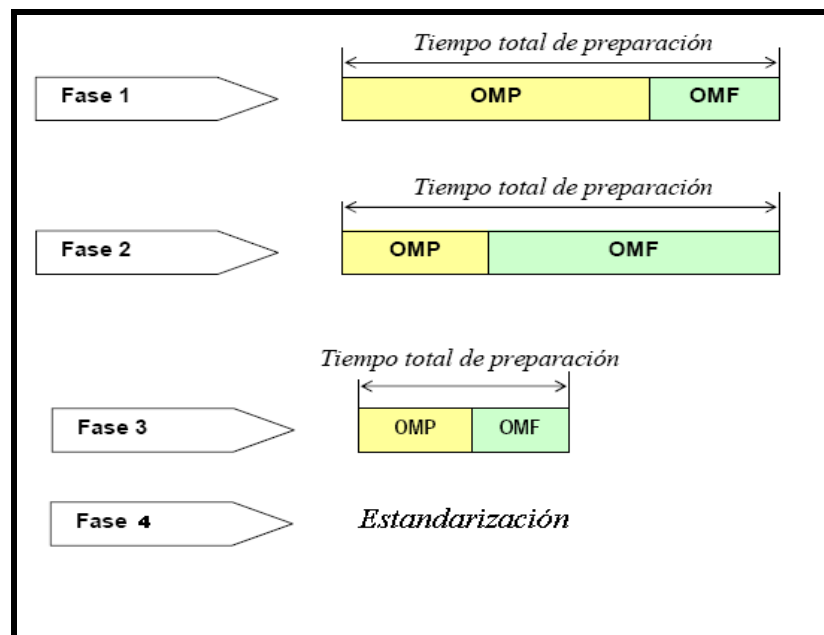 Tiempo total de preparación
Fase 1
OMP OMF
Tiempo total de preparación
Fase 2
OMP OMF
Tiempo total de preparación
Fase 3
OMP OMF
Fase 4
Estandarización